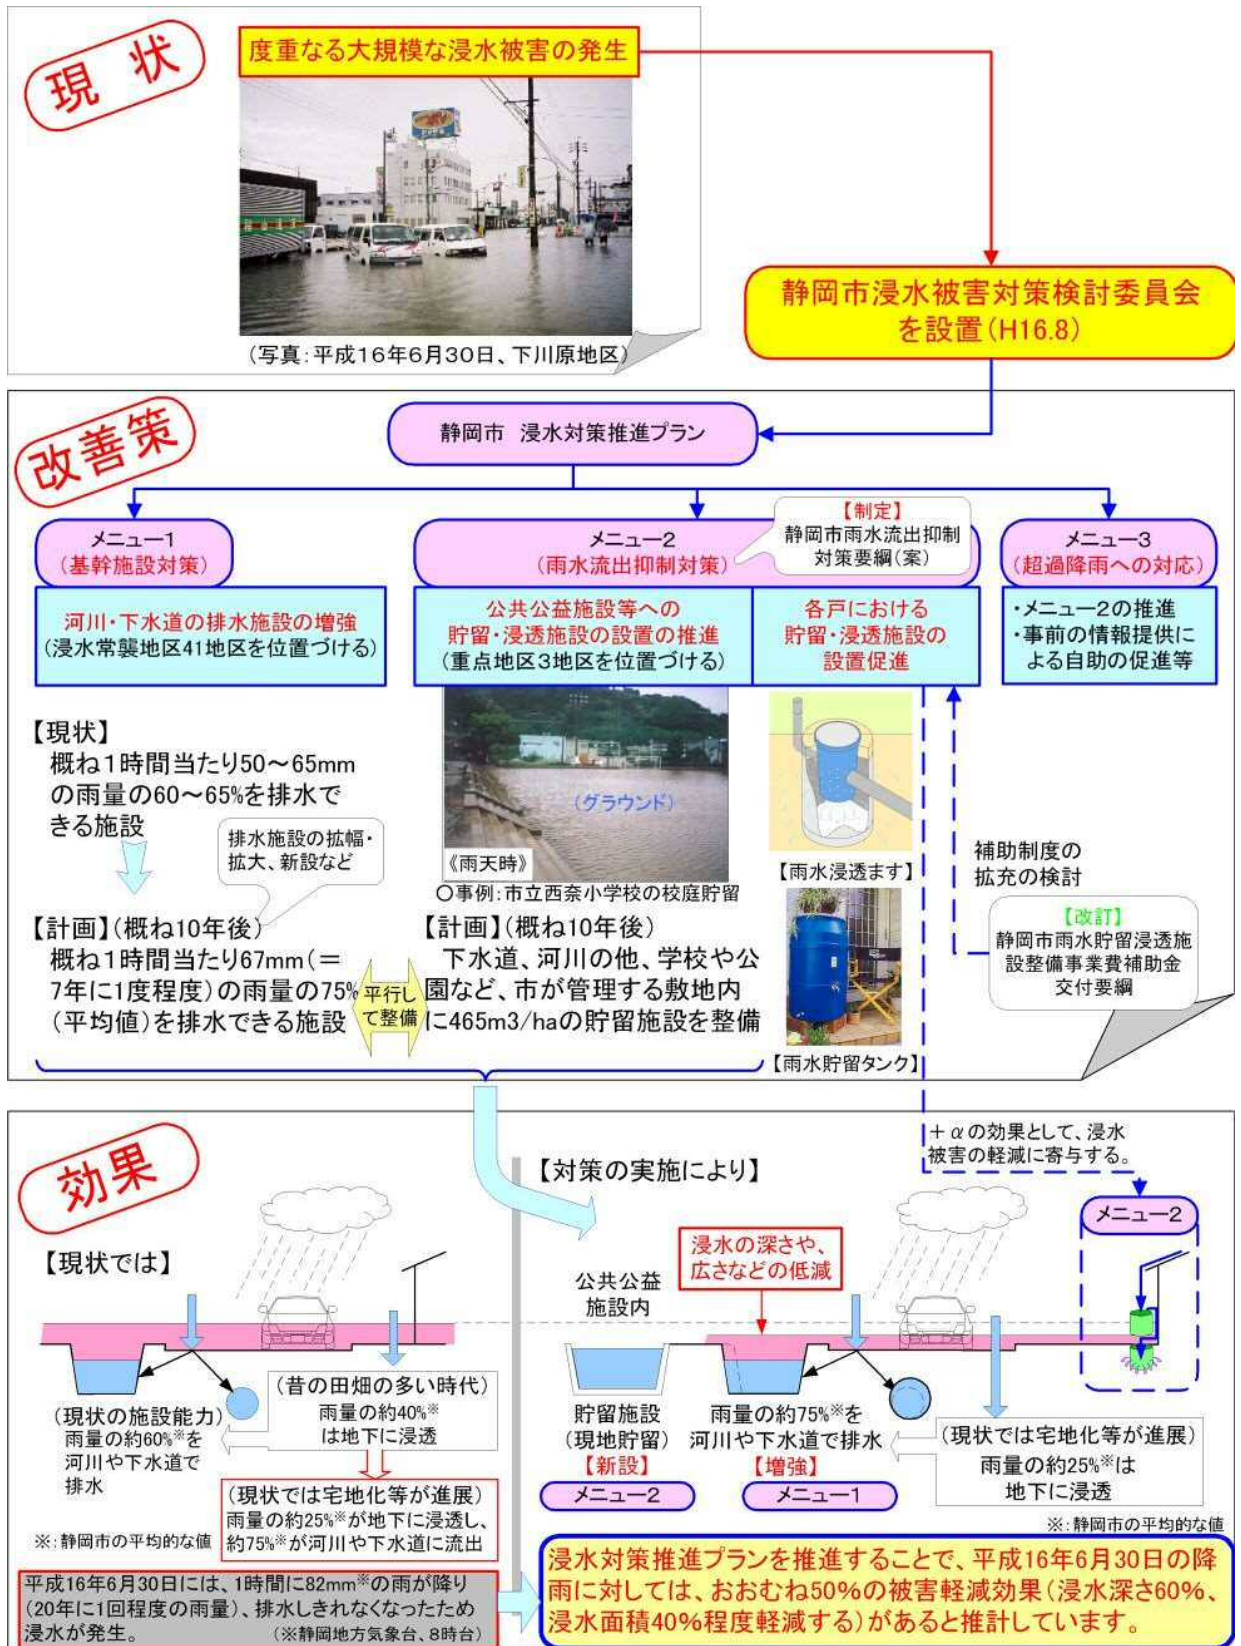 現 状
度重なる大規模な浸水被害の発生
(写真:平成16年6月30日、下川原地区)
静岡市浸水被害対策検討委員会
を設置(H16.8)
改善策
静岡市 浸水対策推進プラン
メニュー1
(基幹施設対策)
河川・下水道の排水施設の増強
(浸水常襲地区41地区を位置づける)
メニュー2
(雨水流出抑制対策)
【制定】
静岡市雨水流出抑制
対策要綱(案)
公共公益施設等への
貯留・浸透施設の設置の推進
(重点地区3地区を位置づける)
各戸における
貯留・浸透施設の
設置促進
メニュー3
(超過降雨への対応)
・メニュー2の推進
・事前の情報提供に
よる自助の促進等
【現状】
概ね1時間当たり50~65mm
の雨量の60~65%を排水で
きる施設
排水施設の拡幅・
拡大、新設など
【計画】(概ね10年後)
概ね1時間当たり67mm(=
7年に1度程度)の雨量の75%
(平均値)を排水できる施設
平行し
て整備
(グラウンド)
《雨天時》
○事例:市立西奈小学校の校庭貯留
【計画】(概ね10年後)
下水道、河川の他、学校や公
園など、市が管理する敷地内
に465m3/haの貯留施設を整備
【雨水浸透ます】
【雨水貯留タンク】
補助制度の
拡充の検討
【改訂】
静岡市雨水貯留浸透施
設整備事業費補助金
交付要綱
効果
+αの効果として、浸水
被害の軽減に寄与する。
メニュー2
【現状では】
(現状の施設能力)
雨量の約60%※を
河川や下水道で
排水
(昔の田畑の多い時代)
雨量の約40%※
は地下に浸透
(現状では宅地化等が進展)
雨量の約25%※が地下に浸透し、
約75%※が河川や下水道に流出
※:静岡市の平均的な値
平成16年6月30日には、1時間に82mm※の雨が降り
(20年に1回程度の雨量)、排水しきれなくなったため
浸水が発生。
(※静岡地方気象台、8時台)
【対策の実施により】
浸水の深さや、
広さなどの低減
公共公益
施設内
貯留施設
(現地貯留)
【新設】
メニュー2
雨量の約75%※を
河川や下水道で排水
【増強】
メニュー1
(現状では宅地化等が進展)
雨量の約25%※は
地下に浸透
※:静岡市の平均的な値
浸水対策推進プランを推進することで、平成16年6月30日の降
雨に対しては、おおむね50%の被害軽減効果(浸水深さ60%、
浸水面積40%程度軽減する)があると推計しています。